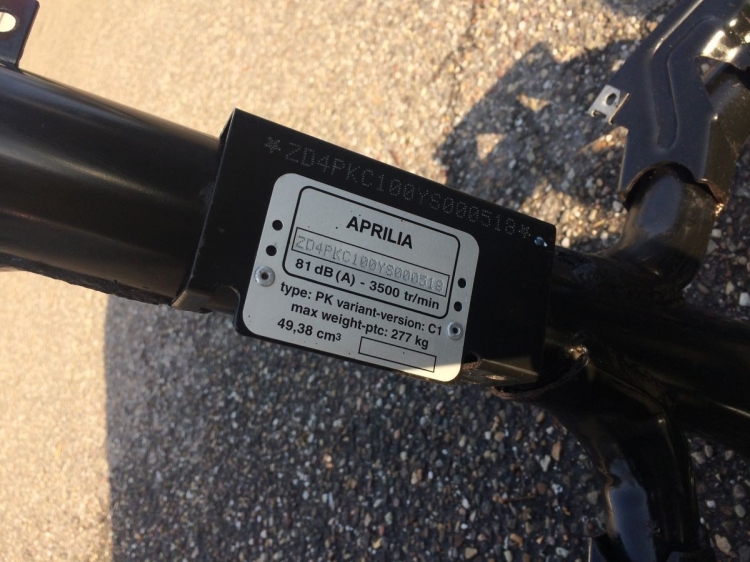 *ZD4PKC100YS000518*
APRILIA
ZD4PKC100YS000518
81 dB (A) - 3500 tr/min
type: PK variant-version: C1
max weight-ptc: 277 kg
49,38 cm³